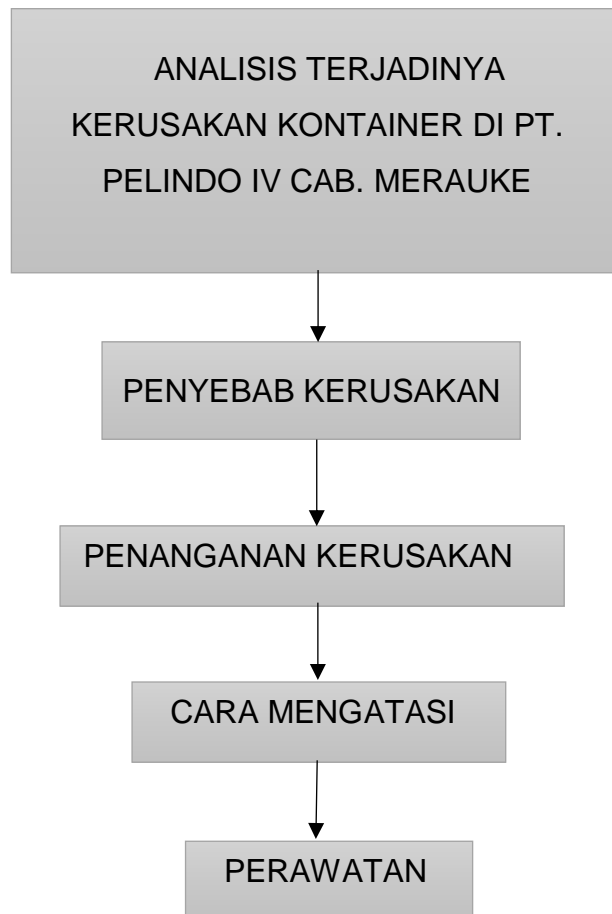 ANALISIS TERJADINYA
KERUSAKAN KONTAINER DI PT.
PELINDO IV CAB. MERAUKE
PENYEBAB KERUSAKAN
PENANGANAN KERUSAKAN
CARA MENGATASI
PERAWATAN